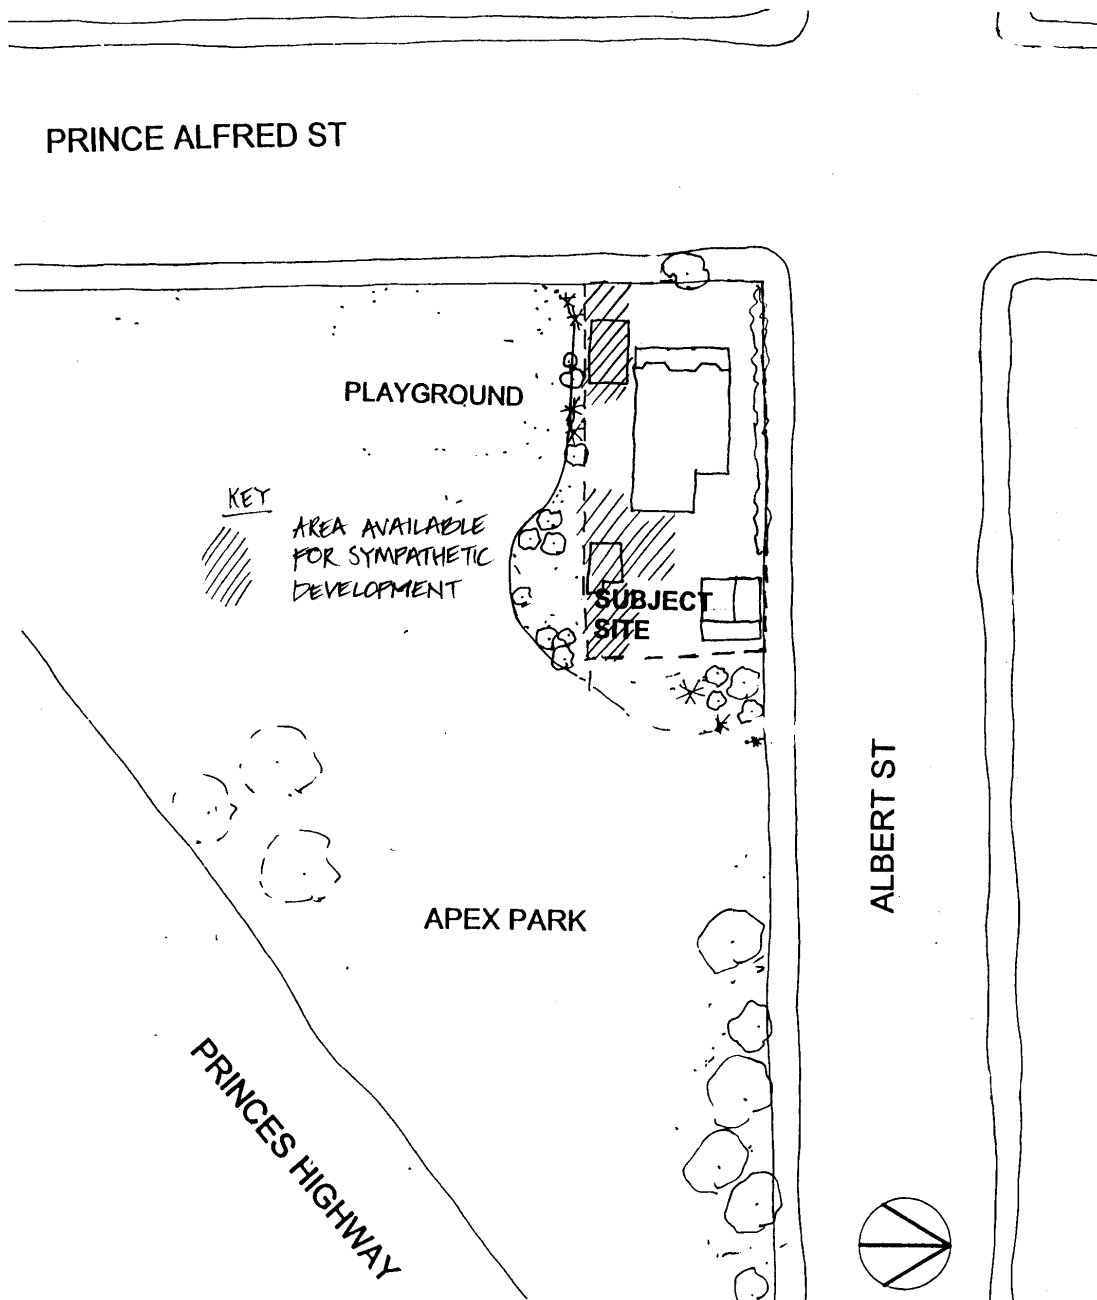 PRINCE ALFRED ST
PLAYGROUND
KEY
AREA AVAILABLE
FOR SYMPATHETIC
DEVELOPMENT
SUBJECT
SITE
ALBERT ST
APEX PARK
PRINCES HIGHWAY